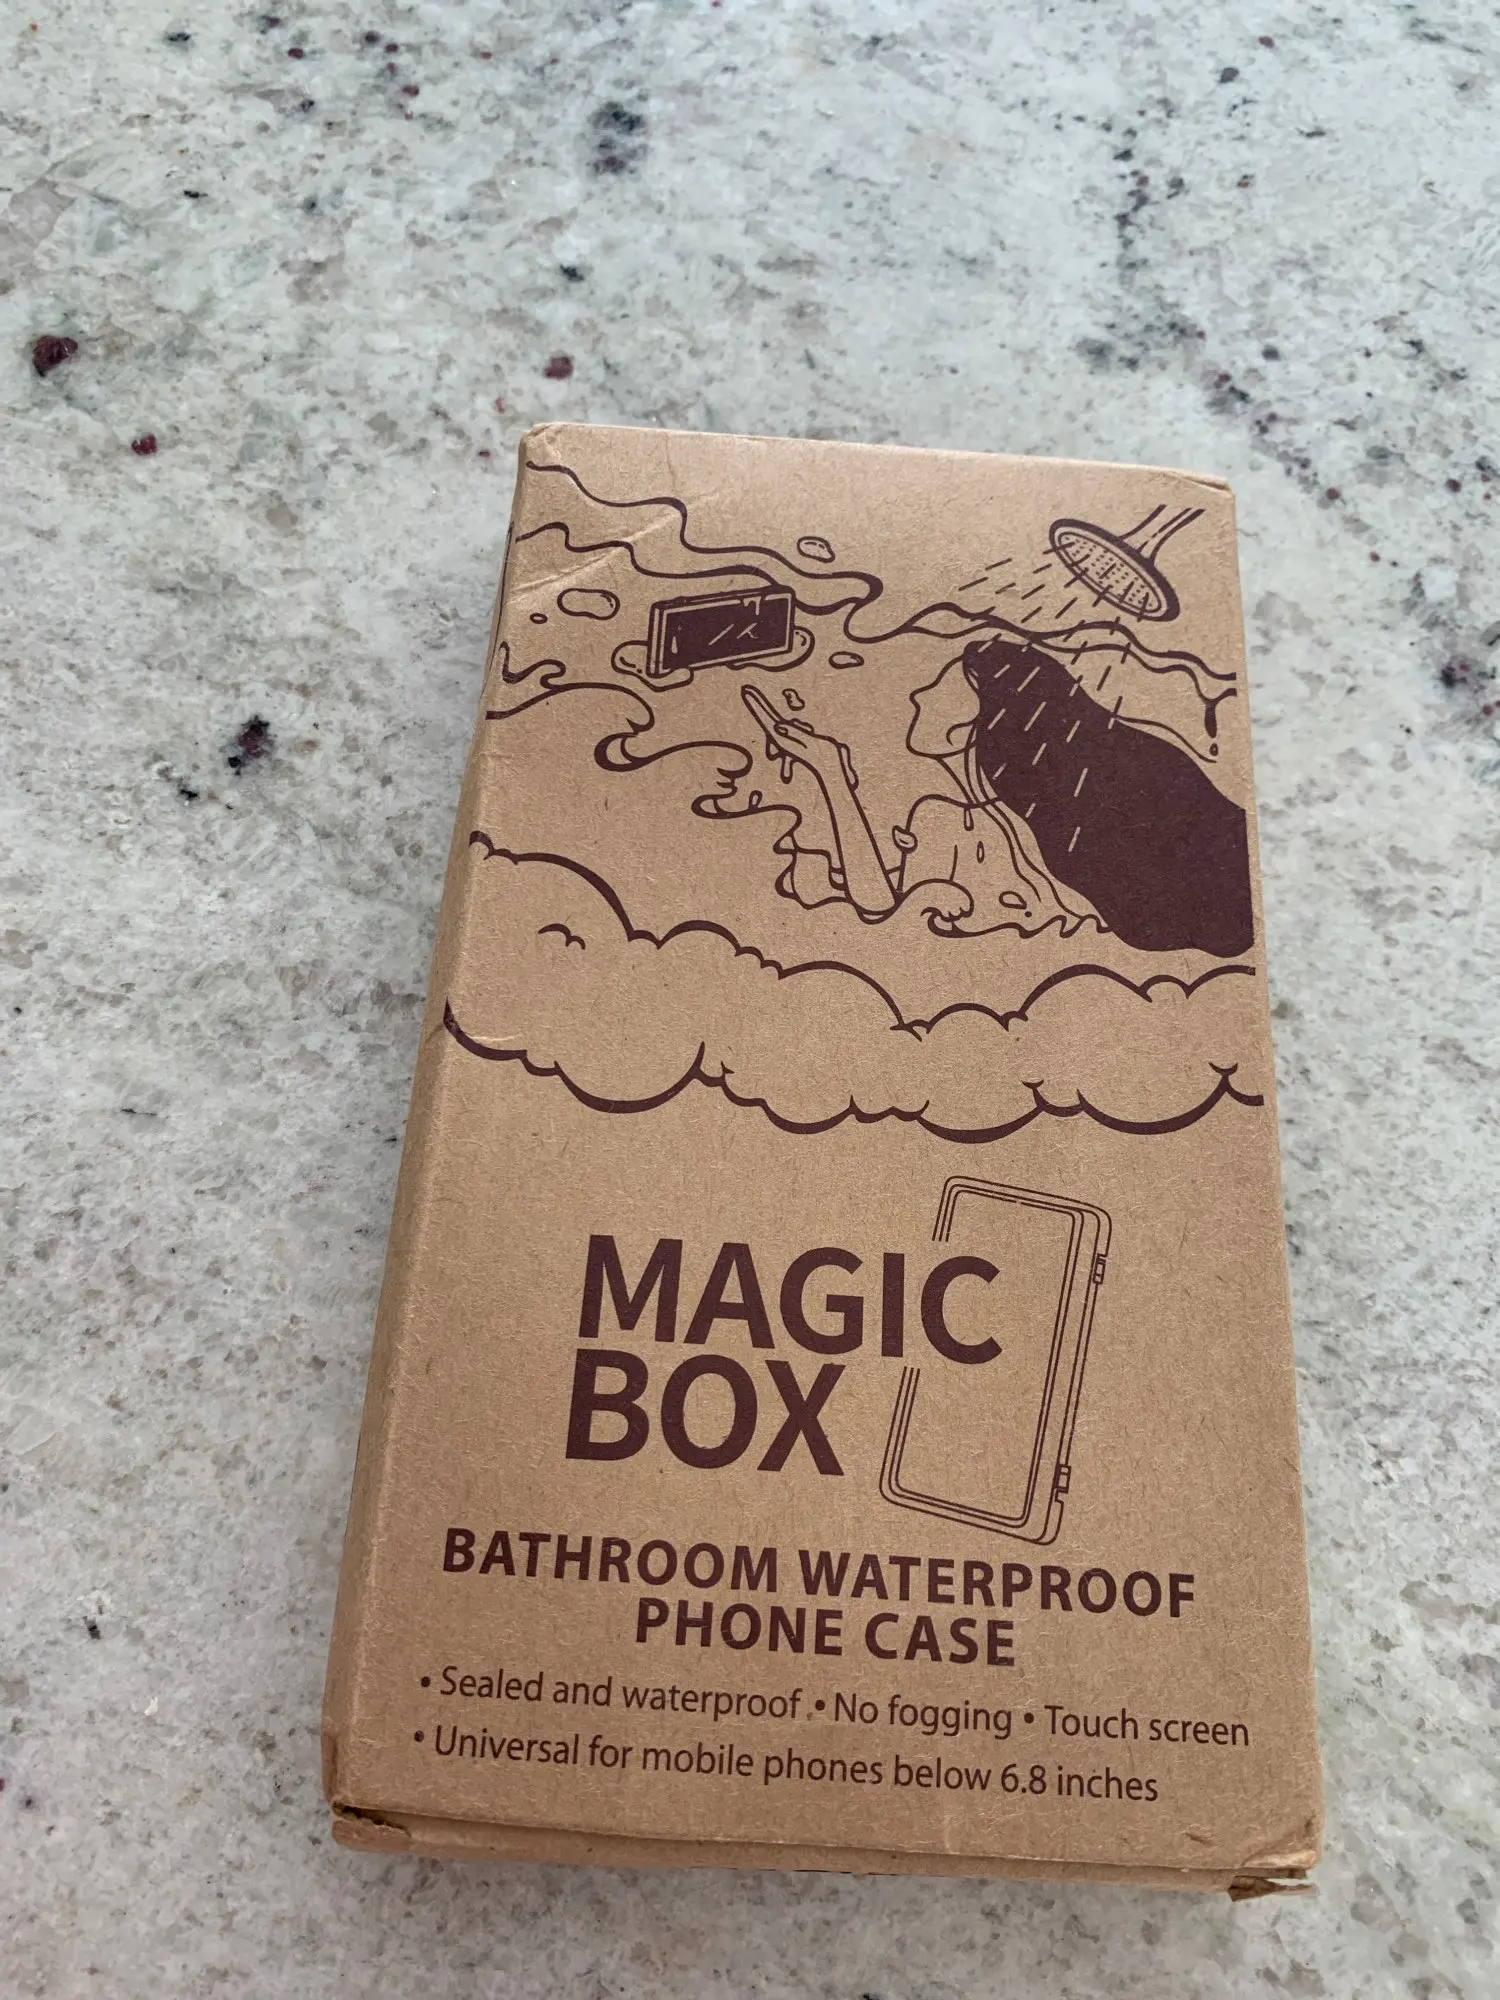 MAGIC
BOX
BATHROOM WATERPROOF
PHONE CASE
• Sealed and waterproof • No fogging • Touch screen
• Universal for mobile phones below 6.8 inches